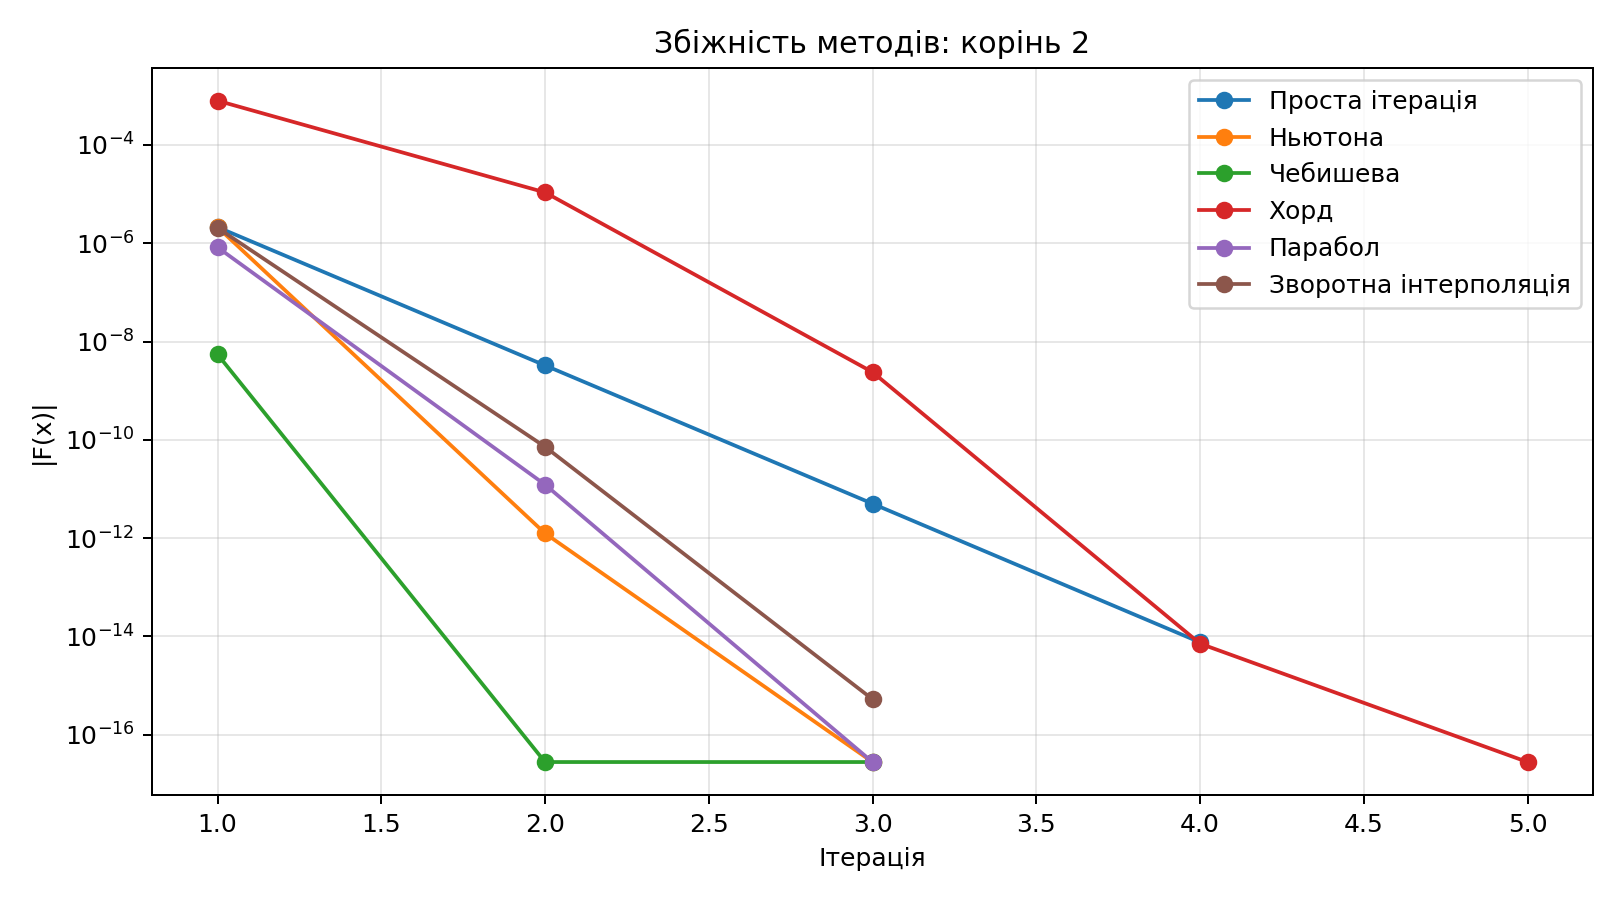 Збіжність методів: корінь 2
Проста ітерація
Ньютона
Чебишева
Хорд
Парабол
Зворотна інтерполяція
|F(x)|
10⁻⁴
10⁻⁶
10⁻⁸
10⁻¹⁰
10⁻¹²
10⁻¹⁴
10⁻¹⁶
1.0 1.5 2.0 2.5 3.0 3.5 4.0 4.5 5.0
Ітерація